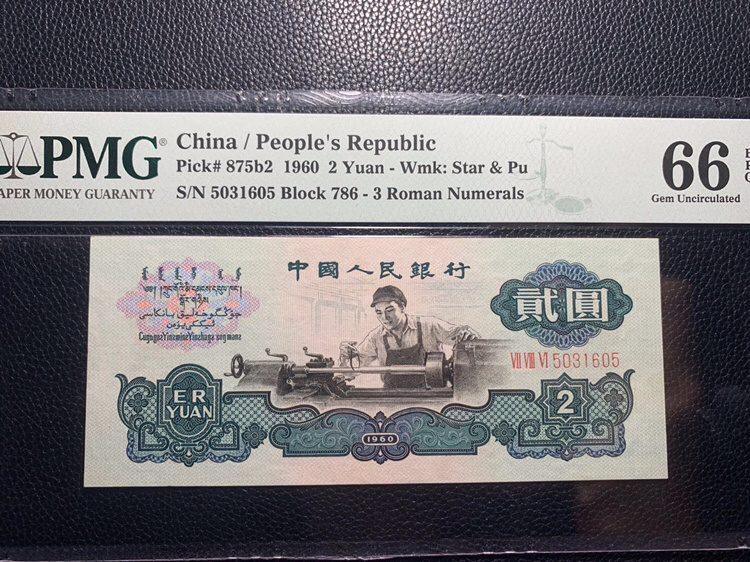 PMG
APER MONEY GUARANTY
China / People's Republic
Pick# 875b2 1960 2 Yuan - Wmk: Star & Pu
S/N 5031605 Block 786 - 3 Roman Numerals
66
Gem Uncirculated
中國人民銀行
貳圓
VII VIII VI 5031605
ER
YUAN
1960
2